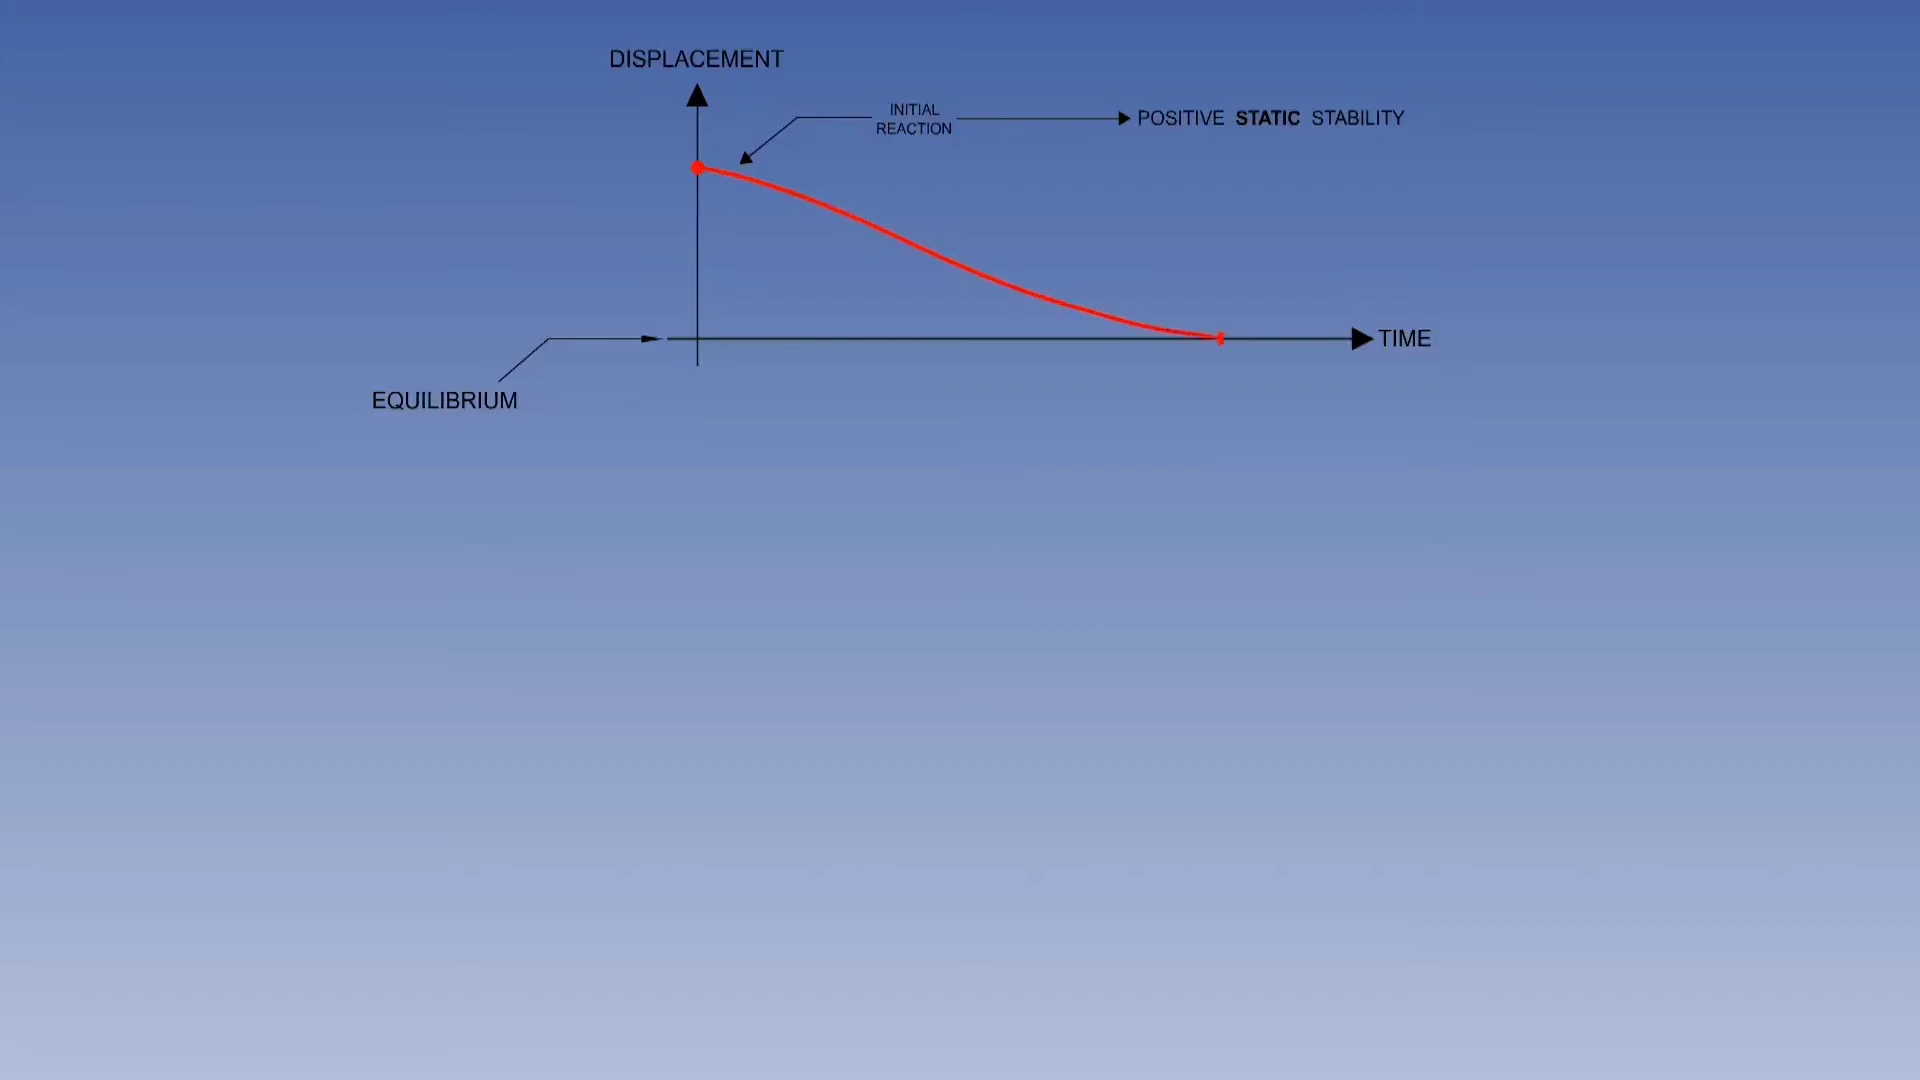 DISPLACEMENT
INITIAL
REACTION
POSITIVE STATIC STABILITY
TIME
EQUILIBRIUM